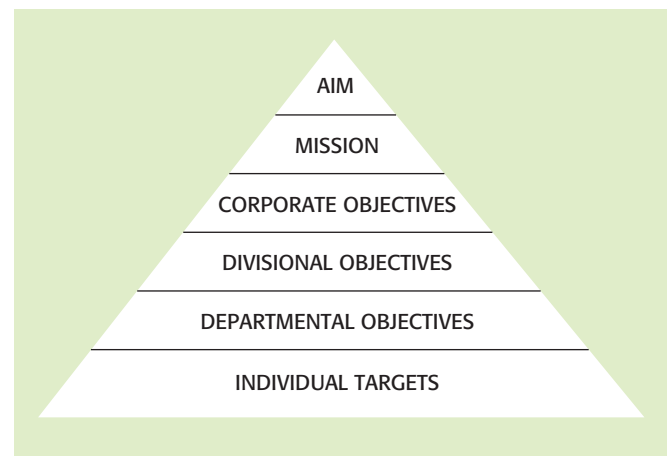 AIM
MISSION
CORPORATE OBJECTIVES
DIVISIONAL OBJECTIVES
DEPARTMENTAL OBJECTIVES
INDIVIDUAL TARGETS